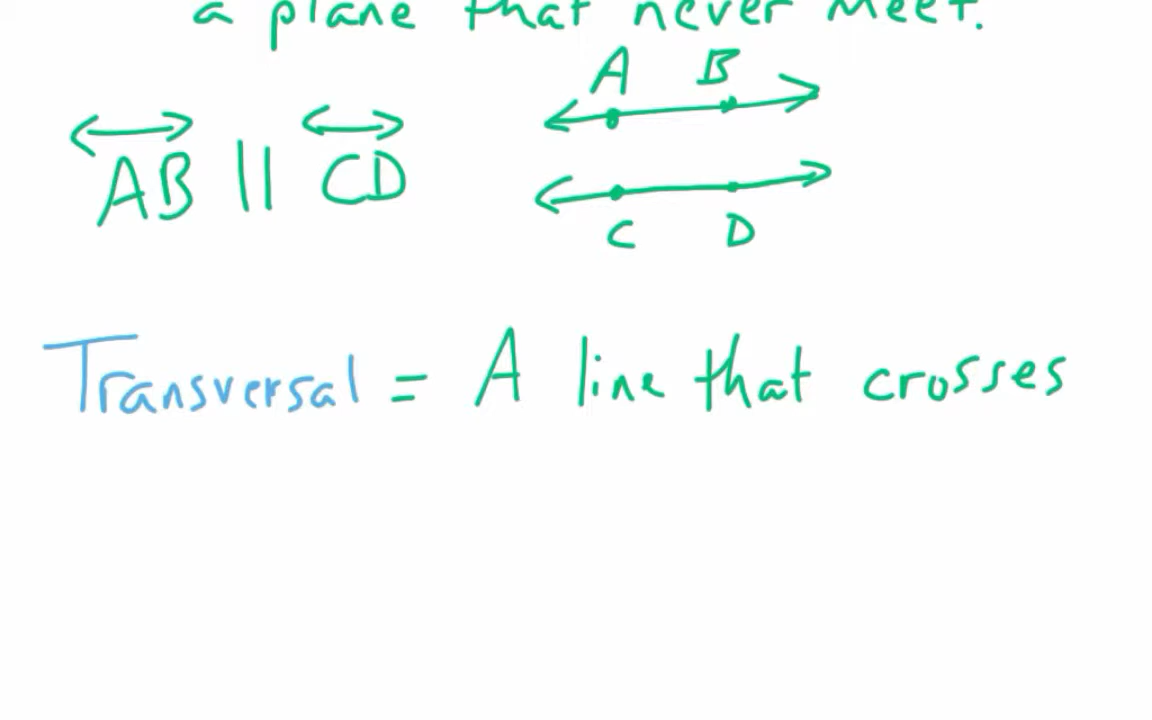 a plane that never meet.
A B
AB || CD
C D
Transversal = A line that crosses